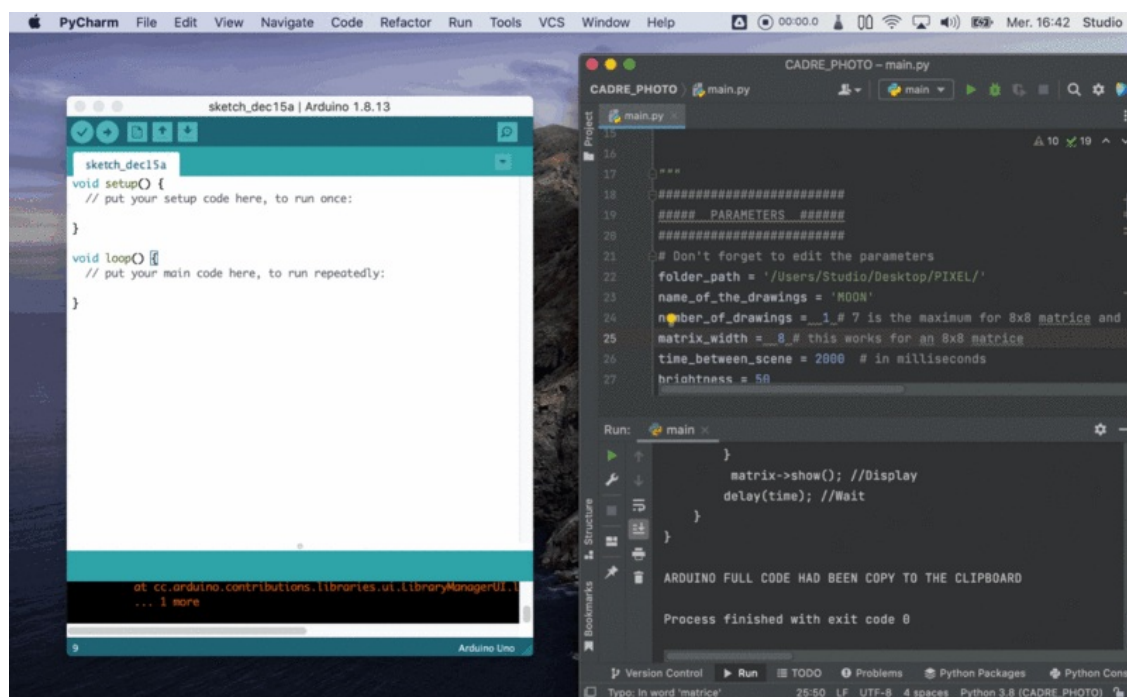 PyCharm File Edit View Navigate Code Refactor Run Tools VCS Window Help 00:00.0 Mer. 16:42 Studio
sketch_dec15a | Arduino 1.8.13
sketch_dec15a
void setup() {
// put your setup code here, to run once:
}
void loop() {
// put your main code here, to run repeatedly:
}
at cc.arduino.contributions.libraries.ui.LibraryManagerUI.l
... 1 more
9
Arduino Uno
CADRE_PHOTO – main.py
CADRE_PHOTO main.py main
Project
main.py
10 19
15
16
17 """
18 #########################
19 ##### PARAMETERS ######
20 #########################
21 # Don't forget to edit the parameters
22 folder_path = '/Users/Studio/Desktop/PIXEL/'
23 name_of_the_drawings = 'MOON'
24 number_of_drawings = 1 # 7 is the maximum for 8x8 matrice and
25 matrix_width = 8 # this works for an 8x8 matrice
26 time_between_scene = 2000 # in milliseconds
27 brightness = 50
Run: main
}
matrix->show(); //Display
delay(time); //Wait
}
}
ARDUINO FULL CODE HAD BEEN COPY TO THE CLIPBOARD
Process finished with exit code 0
Structure
Bookmarks
Version Control Run TODO Problems Python Packages Python Cons
Typo: In word 'matrice' 25:50 LF UTF-8 4 spaces Python 3.8 (CADRE_PHOTO)